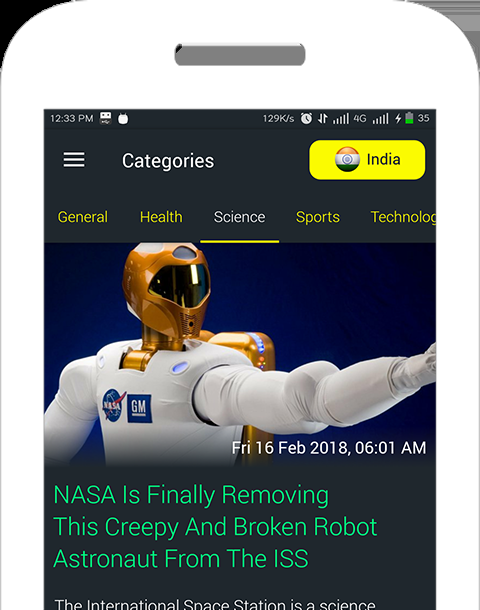 12:33 PM 129K/s 4G 35
Categories
India
General Health Science Sports Technolog
NASA GM
Fri 16 Feb 2018, 06:01 AM
NASA Is Finally Removing
This Creepy And Broken Robot
Astronaut From The ISS
The International Space Station is a science